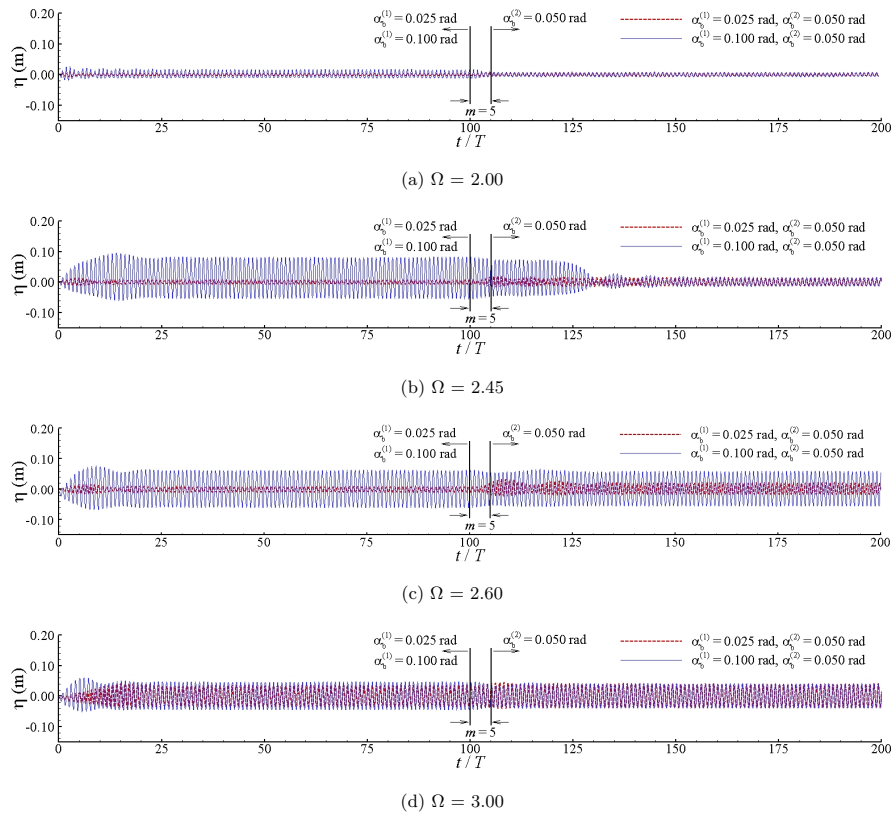 α_b^(1) = 0.025 rad α_b^(2) = 0.050 rad α_b^(1) = 0.025 rad, α_b^(2) = 0.050 rad
α_b^(1) = 0.100 rad α_b^(1) = 0.100 rad, α_b^(2) = 0.050 rad
η (m)
0.20
0.10
0.00
-0.10
m = 5
0 25 50 75 100 125 150 175 200
t / T
(a) Ω = 2.00
α_b^(1) = 0.025 rad α_b^(2) = 0.050 rad α_b^(1) = 0.025 rad, α_b^(2) = 0.050 rad
α_b^(1) = 0.100 rad α_b^(1) = 0.100 rad, α_b^(2) = 0.050 rad
η (m)
0.20
0.10
0.00
-0.10
m = 5
0 25 50 75 100 125 150 175 200
t / T
(b) Ω = 2.45
α_b^(1) = 0.025 rad α_b^(2) = 0.050 rad α_b^(1) = 0.025 rad, α_b^(2) = 0.050 rad
α_b^(1) = 0.100 rad α_b^(1) = 0.100 rad, α_b^(2) = 0.050 rad
η (m)
0.20
0.10
0.00
-0.10
m = 5
0 25 50 75 100 125 150 175 200
t / T
(c) Ω = 2.60
α_b^(1) = 0.025 rad α_b^(2) = 0.050 rad α_b^(1) = 0.025 rad, α_b^(2) = 0.050 rad
α_b^(1) = 0.100 rad α_b^(1) = 0.100 rad, α_b^(2) = 0.050 rad
η (m)
0.20
0.10
0.00
-0.10
m = 5
0 25 50 75 100 125 150 175 200
t / T
(d) Ω = 3.00